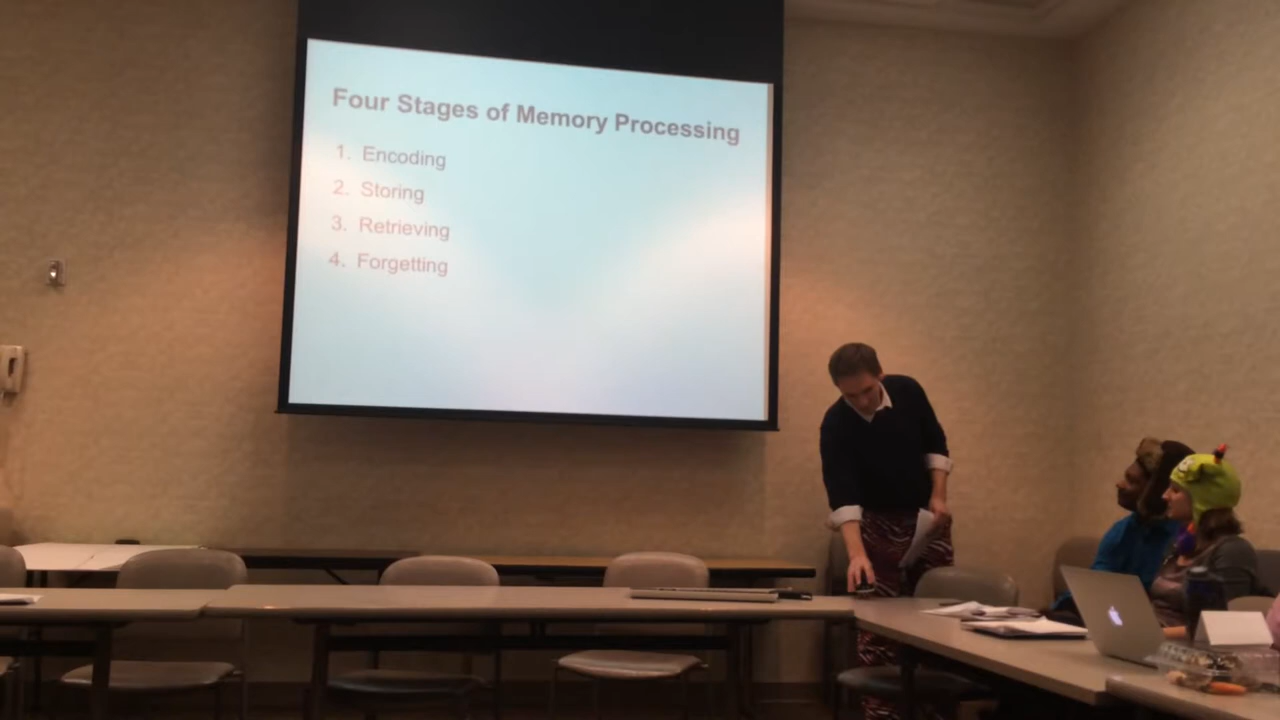 Four Stages of Memory Processing
1. Encoding
2. Storing
3. Retrieving
4. Forgetting